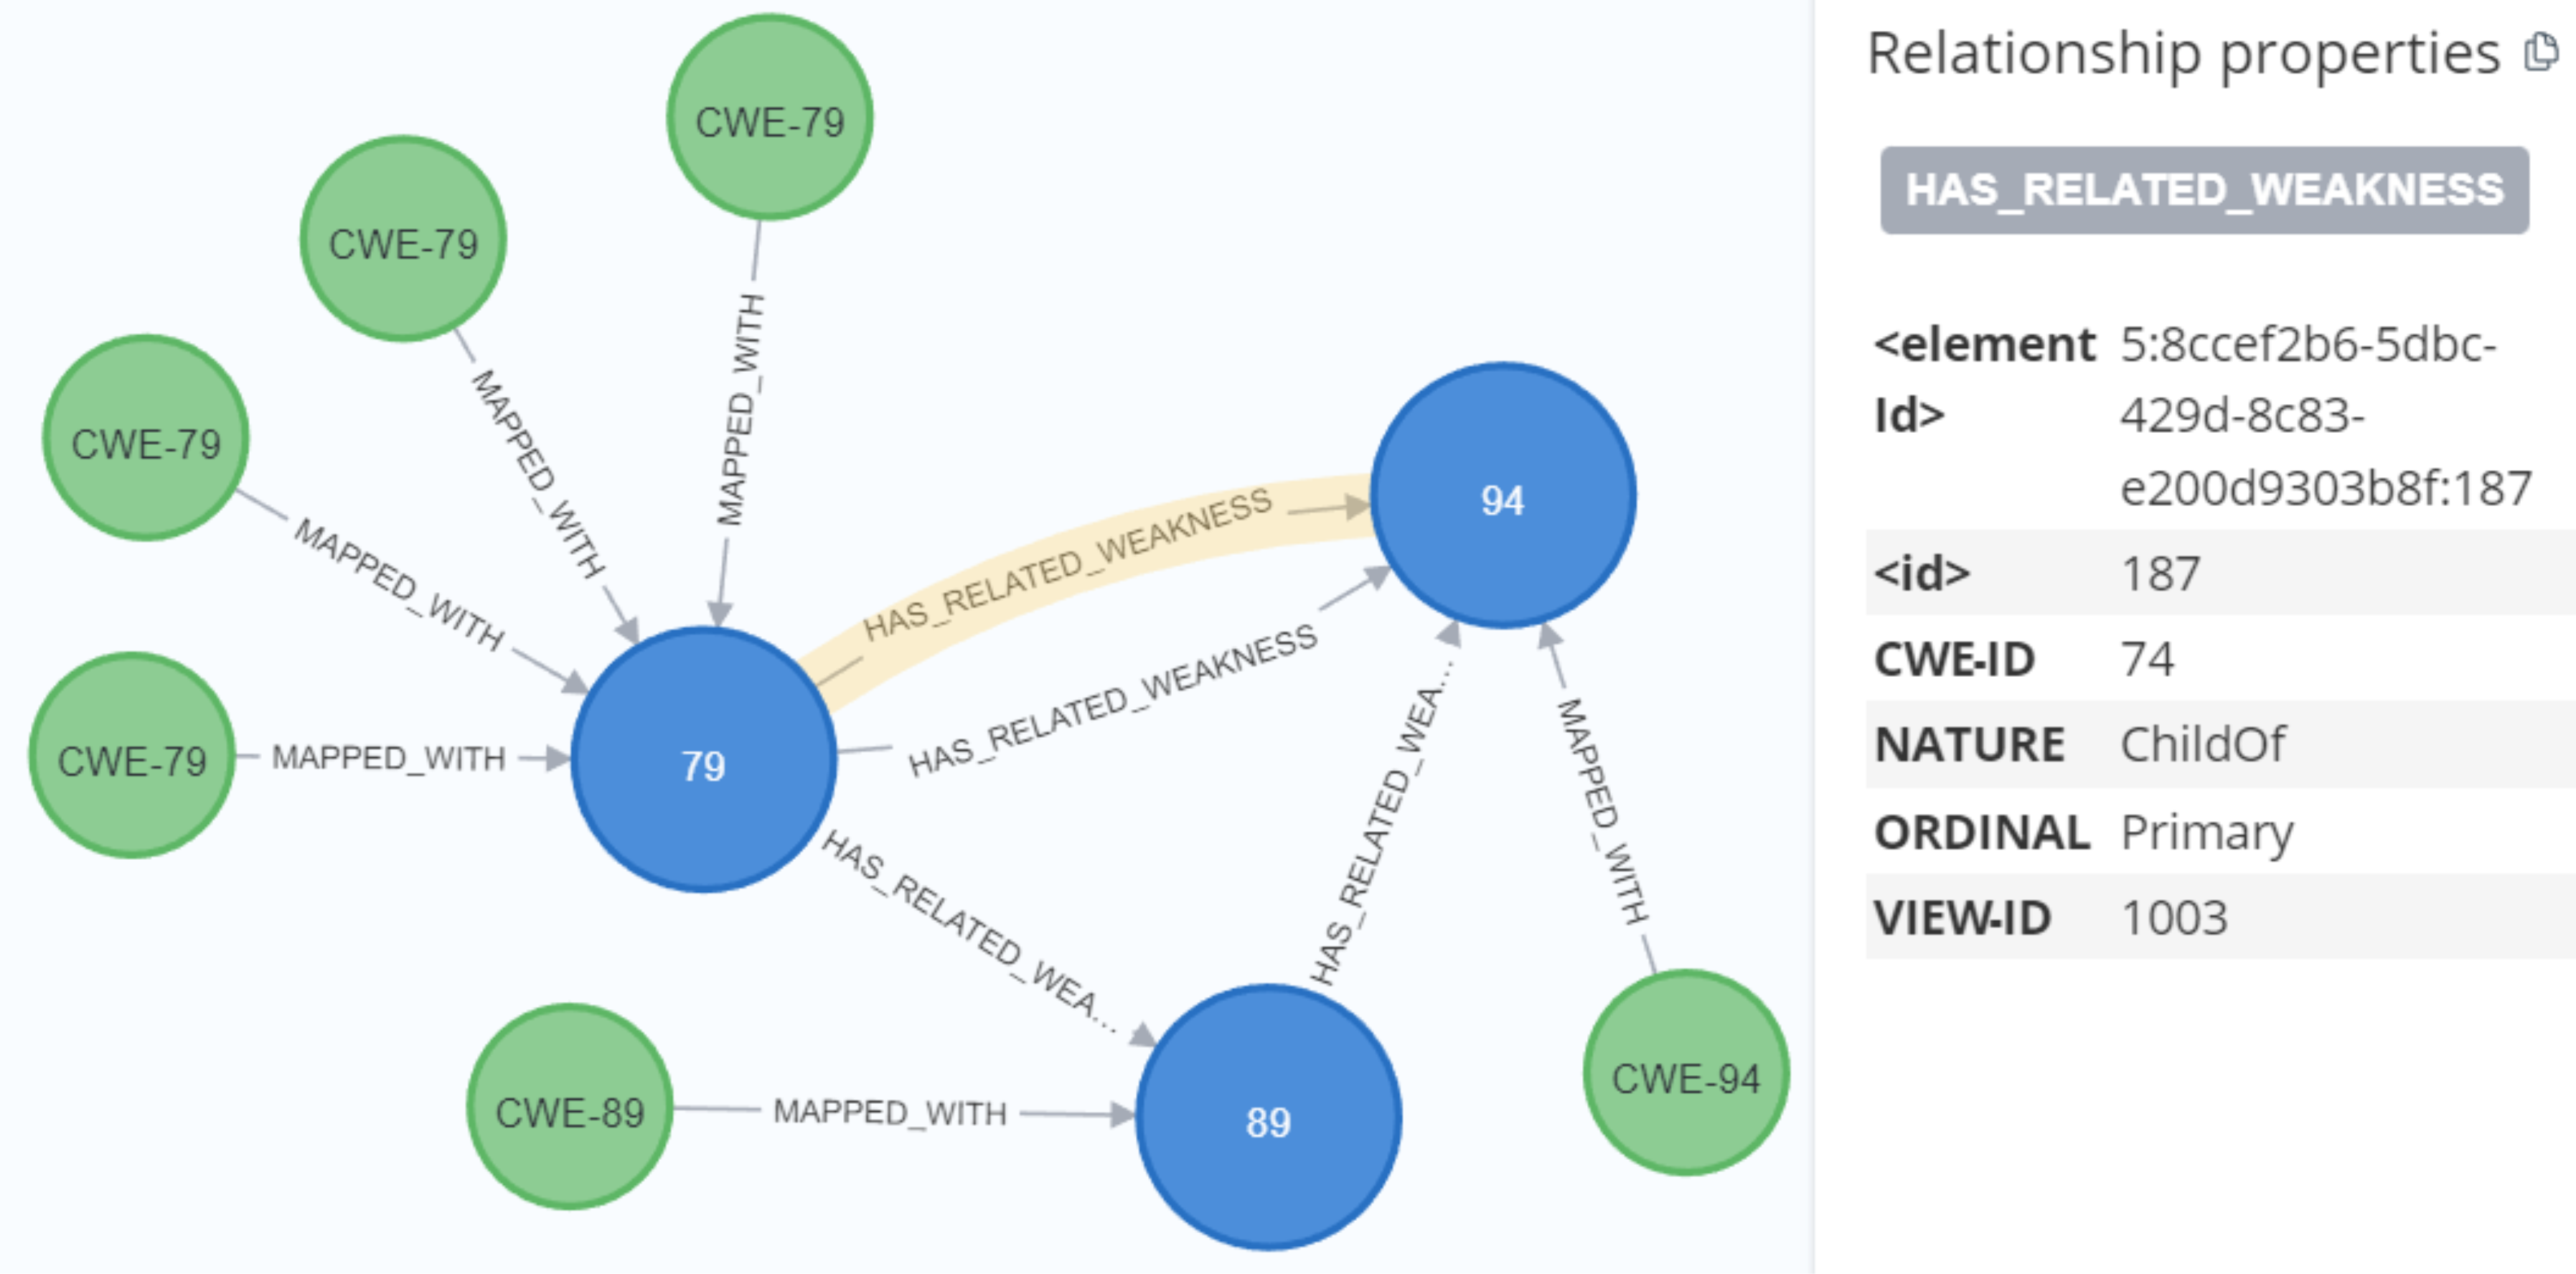 CWE-79
CWE-79
CWE-79
CWE-79
MAPPED_WITH
MAPPED_WITH
MAPPED_WITH
MAPPED_WITH
79
HAS_RELATED_WEAKNESS
HAS_RELATED_WEAKNESS
94
HAS_RELATED_WEA...
HAS_RELATED_WEA...
MAPPED_WITH
CWE-89
MAPPED_WITH
89
CWE-94
Relationship properties
HAS_RELATED_WEAKNESS
<element 5:8ccef2b6-5dbc-
Id> 429d-8c83-
e200d9303b8f:187
<id> 187
CWE-ID 74
NATURE ChildOf
ORDINAL Primary
VIEW-ID 1003